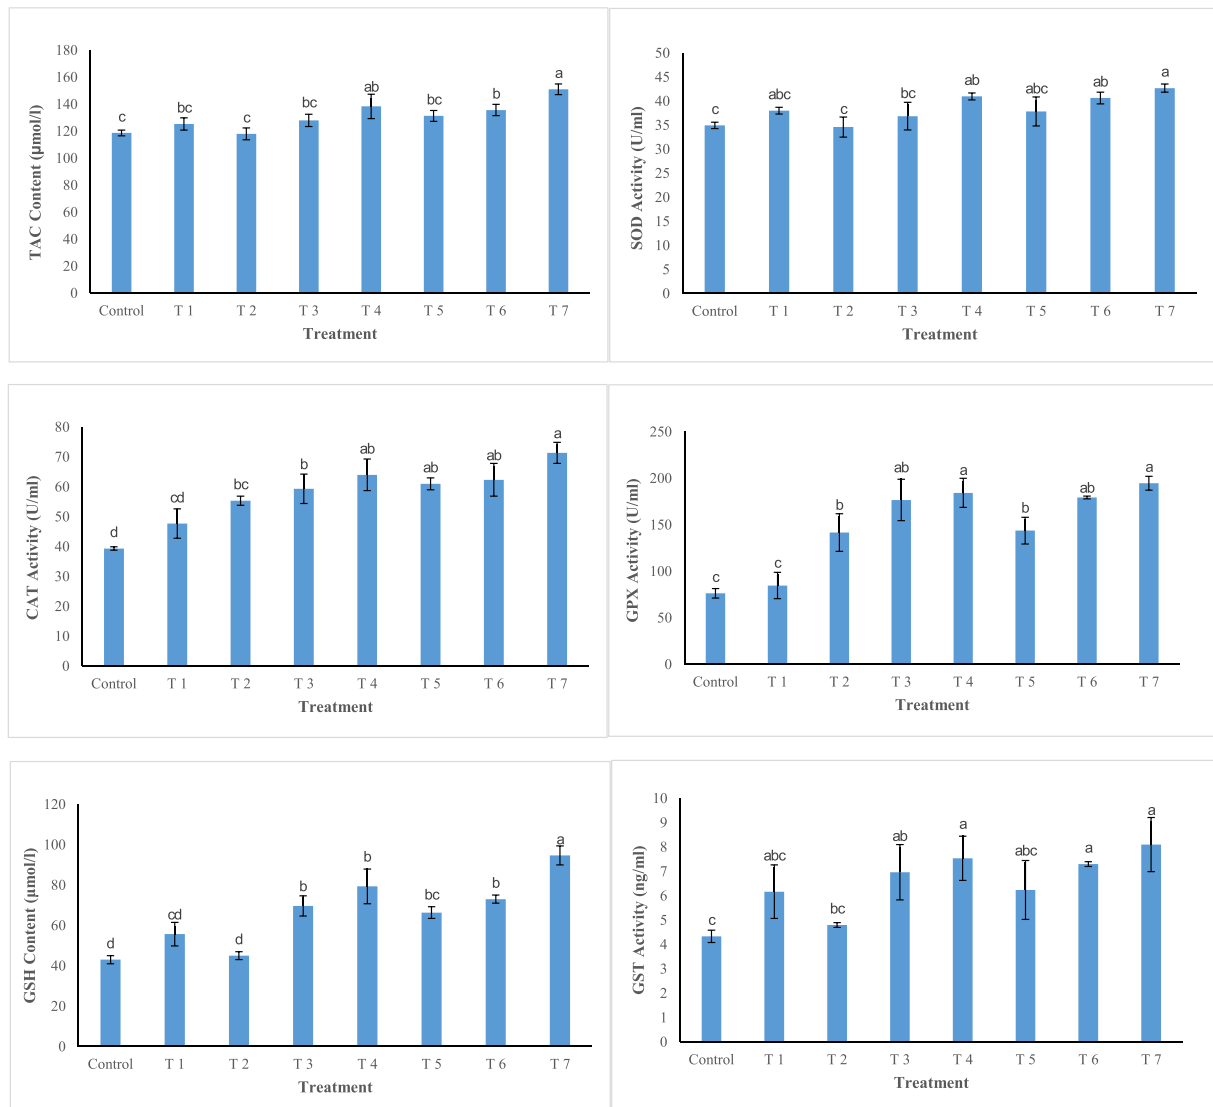 TAC Content (µmol/l)
180
160
140
120
100
80
60
40
20
0
c
bc
c
bc
ab
bc
b
a
Control T 1 T 2 T 3 T 4 T 5 T 6 T 7
Treatment
SOD Activity (U/ml)
50
45
40
35
30
25
20
15
10
5
0
c
abc
c
bc
ab
abc
ab
a
Control T 1 T 2 T 3 T 4 T 5 T 6 T 7
Treatment
CAT Activity (U/ml)
80
70
60
50
40
30
20
10
0
d
cd
bc
b
ab
ab
ab
a
Control T 1 T 2 T 3 T 4 T 5 T 6 T 7
Treatment
GPX Activity (U/ml)
250
200
150
100
50
0
c
c
b
ab
a
b
ab
a
Control T 1 T 2 T 3 T 4 T 5 T 6 T 7
Treatment
GSH Content (µmol/l)
120
100
80
60
40
20
0
d
cd
d
b
b
bc
b
a
Control T 1 T 2 T 3 T 4 T 5 T 6 T 7
Treatment
GST Activity (ng/ml)
10
9
8
7
6
5
4
3
2
1
0
c
abc
bc
ab
a
abc
a
a
Control T 1 T 2 T 3 T 4 T 5 T 6 T 7
Treatment